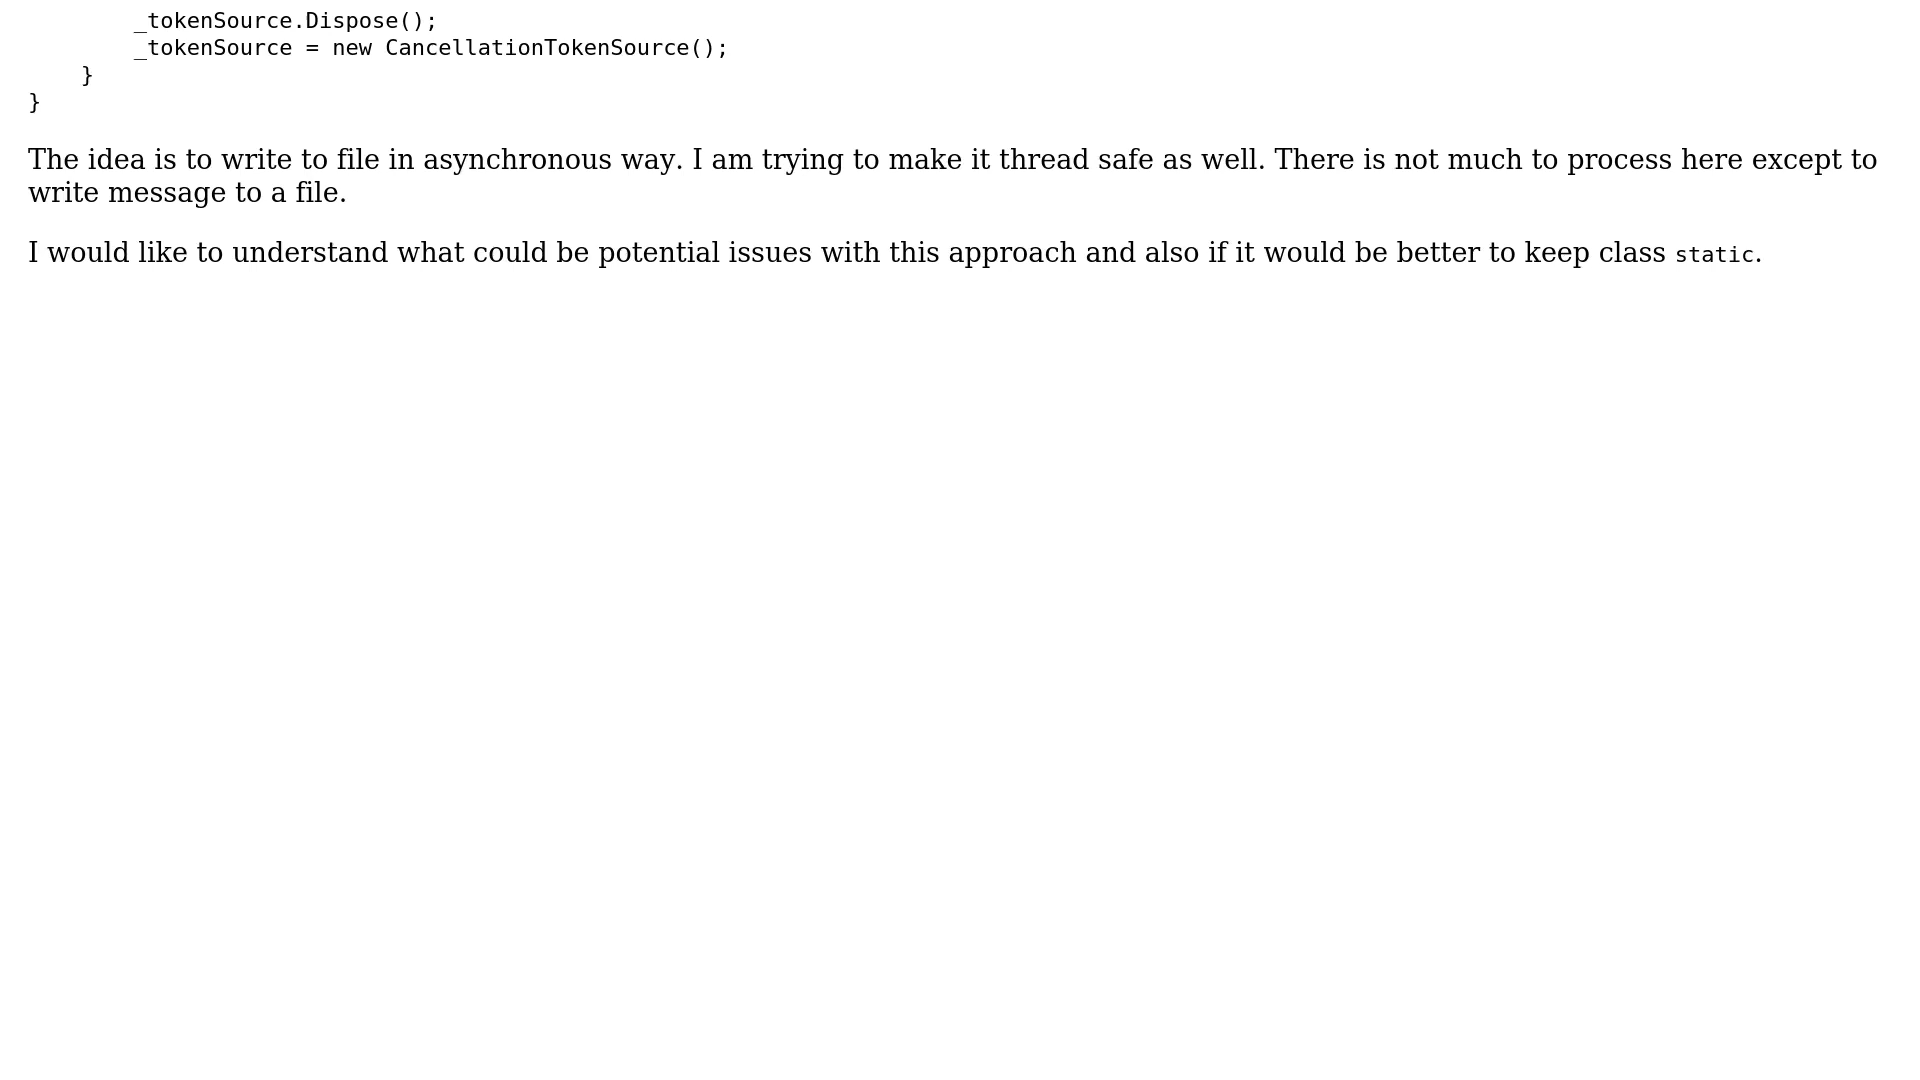 _tokenSource.Dispose();
_tokenSource = new CancellationTokenSource();
}
}
The idea is to write to file in asynchronous way. I am trying to make it thread safe as well. There is not much to process here except to
write message to a file.
I would like to understand what could be potential issues with this approach and also if it would be better to keep class static.